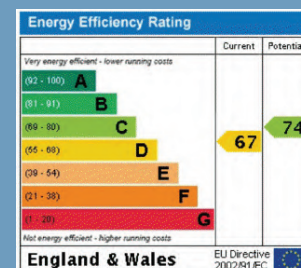 Energy Efficiency Rating
Current Potential
Very energy efficient - lower running costs
(92 - 100) A
(81 - 91) B
(69 - 80) C
(55 - 68) D
67
74
(39 - 54) E
(21 - 38) F
(1 - 20) G
Not energy efficient - higher running costs
England & Wales
EU Directive
2002/91/EC